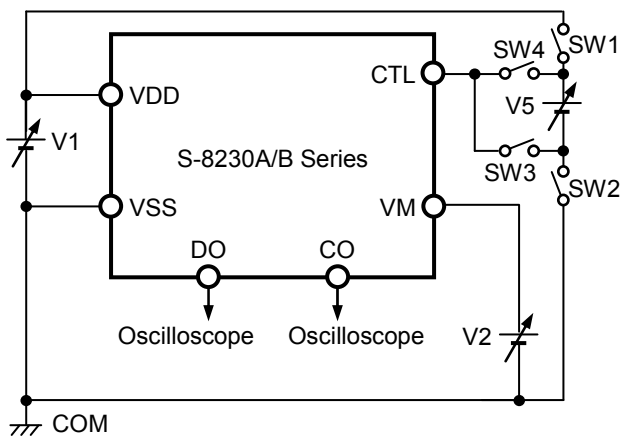 SW1
SW4
CTL
VDD
V5
V1
S-8230A/B Series
SW3
SW2
VSS
VM
DO
CO
Oscilloscope
Oscilloscope
V2
COM